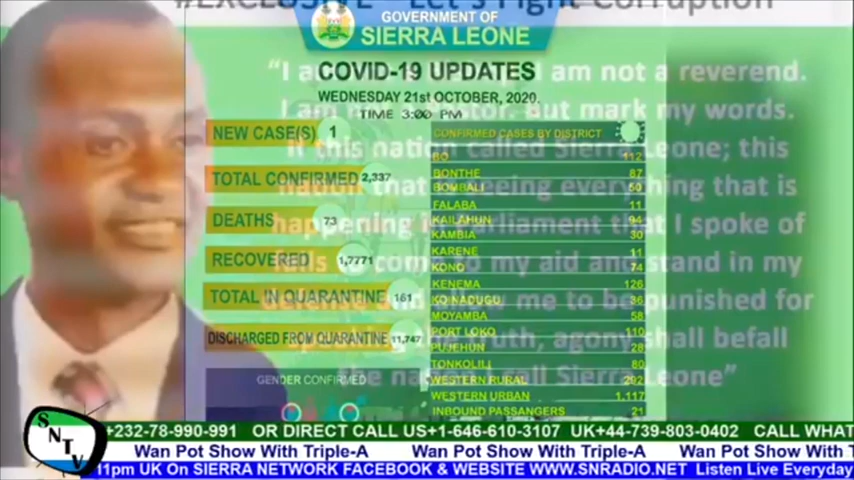 #EXCLUSIVE - Let's Fight Corruption
GOVERNMENT OF
SIERRA LEONE
COVID-19 UPDATES
WEDNESDAY 21st OCTOBER, 2020.
TIME 3:00 PM
NEW CASE(S) 1
TOTAL CONFIRMED 2,337
DEATHS 73
RECOVERED 1,7771
TOTAL IN QUARANTINE 161
DISCHARGED FROM QUARANTINE 11,747
GENDER CONFIRMED
CONFIRMED CASES BY DISTRICT
BO 112
BONTHE 87
BOMBALI 50
FALABA 11
KAILAHUN 94
KAMBIA 30
KARENE 11
KONO 74
KENEMA 126
KOINADUGU 36
MOYAMBA 58
PORT LOKO 110
PUJEHUN 28
TONKOLILI 80
WESTERN RURAL 292
WESTERN URBAN 1,117
INBOUND PASSANGERS 21
"I a I am not a reverend.
I am But mark my words.
If this nation called Sierra Leone; this
nation that seeing everything that is
happening in Parliament that I spoke of
fails to come to my aid and stand in my
me to be punished for
truth, agony shall befall
the nation I call Sierra Leone"
SNTV
+232-78-990-991 OR DIRECT CALL US+1-646-610-3107 UK+44-739-803-0402 CALL WHAT
Wan Pot Show With Triple-A Wan Pot Show With Triple-A Wan Pot Show With Triple-A
11pm UK On SIERRA NETWORK FACEBOOK & WEBSITE WWW.SNRADIO.NET Listen Live Everyday